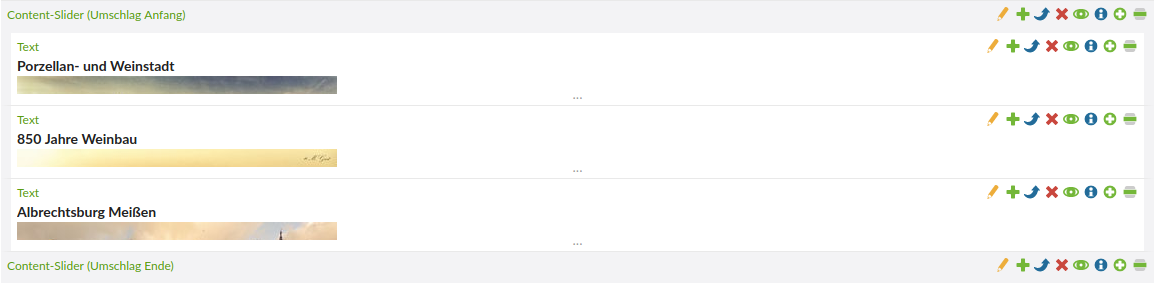 Content-Slider (Umschlag Anfang)
Text
Porzellan- und Weinstadt
...
Text
850 Jahre Weinbau
...
Text
Albrechtsburg Meißen
...
Content-Slider (Umschlag Ende)